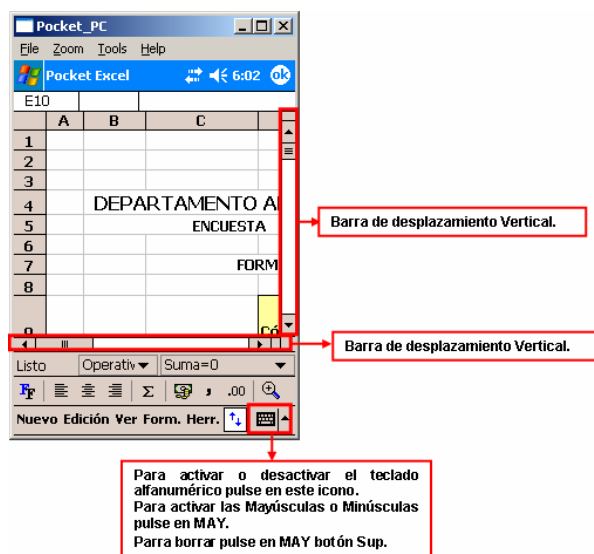 Pocket_PC
File Zoom Tools Help
Pocket Excel 6:02 ok
E10
A B C
1
2
3
4 DEPARTAMENTO A
5 ENCUESTA
6
7 FORM
8
9 Có
Barra de desplazamiento Vertical.
Barra de desplazamiento Vertical.
Listo Operativ Suma=0
FF Σ , .00
Nuevo Edición Ver Form. Herr.
Para activar o desactivar el teclado
alfanumérico pulse en este icono.
Para activar las Mayúsculas o Minúsculas
pulse en MAY.
Parra borrar pulse en MAY botón Sup.